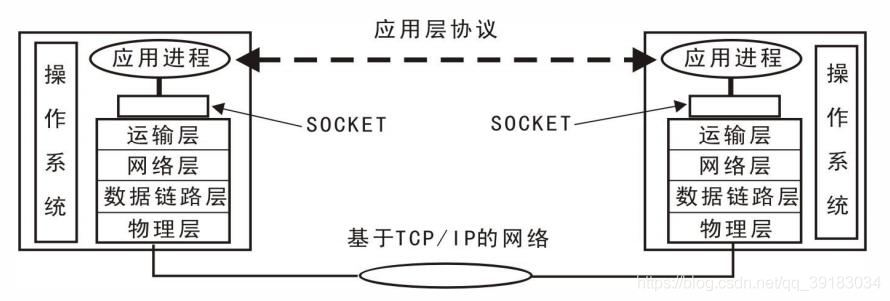 应用层协议
应用进程
应用进程
操作系统
SOCKET
SOCKET
操作系统
运输层
运输层
网络层
网络层
数据链路层
数据链路层
物理层
物理层
基于TCP/IP的网络
https://blog.csdn.net/qq_39183034